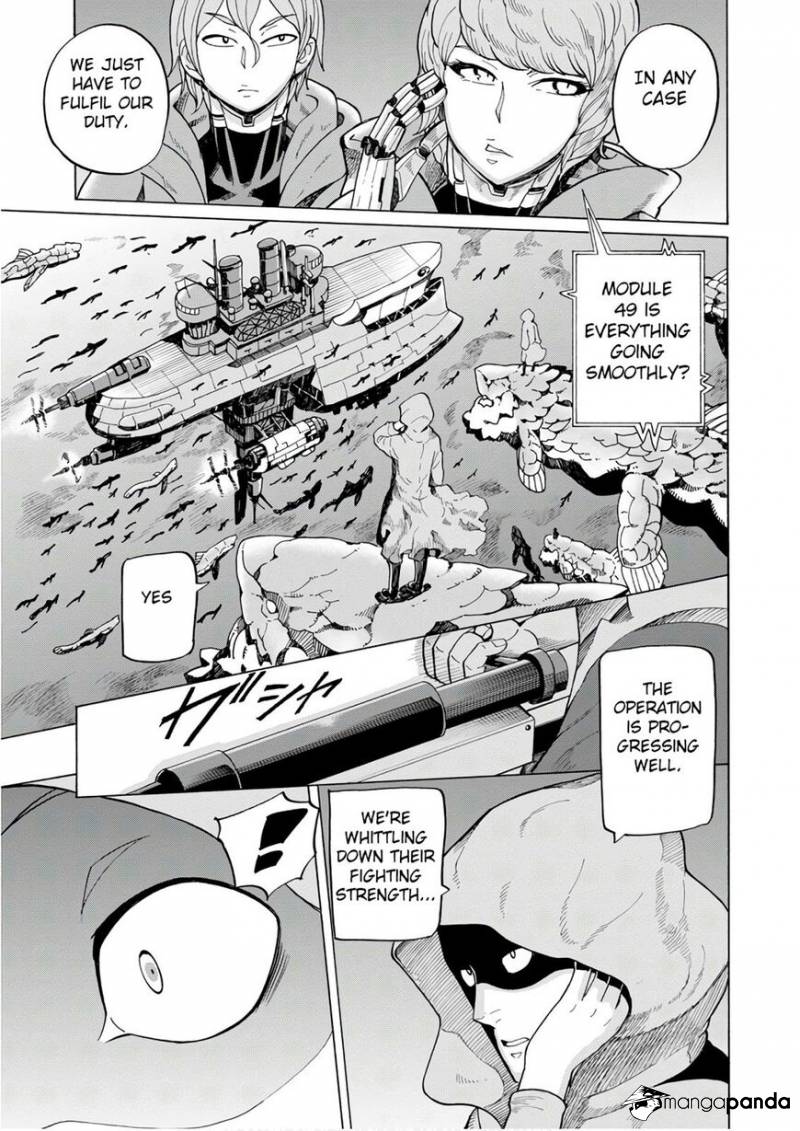 IN ANY
CASE
WE JUST
HAVE TO
FULFIL OUR
DUTY.
MODULE
49 IS
EVERYTHING
GOING
SMOOTHLY?
YES
ガシャ
THE
OPERATION
IS PRO-
GRESSING
WELL.
WE'RE
WHITTLING
DOWN THEIR
FIGHTING
STRENGTH...
!
mangapanda